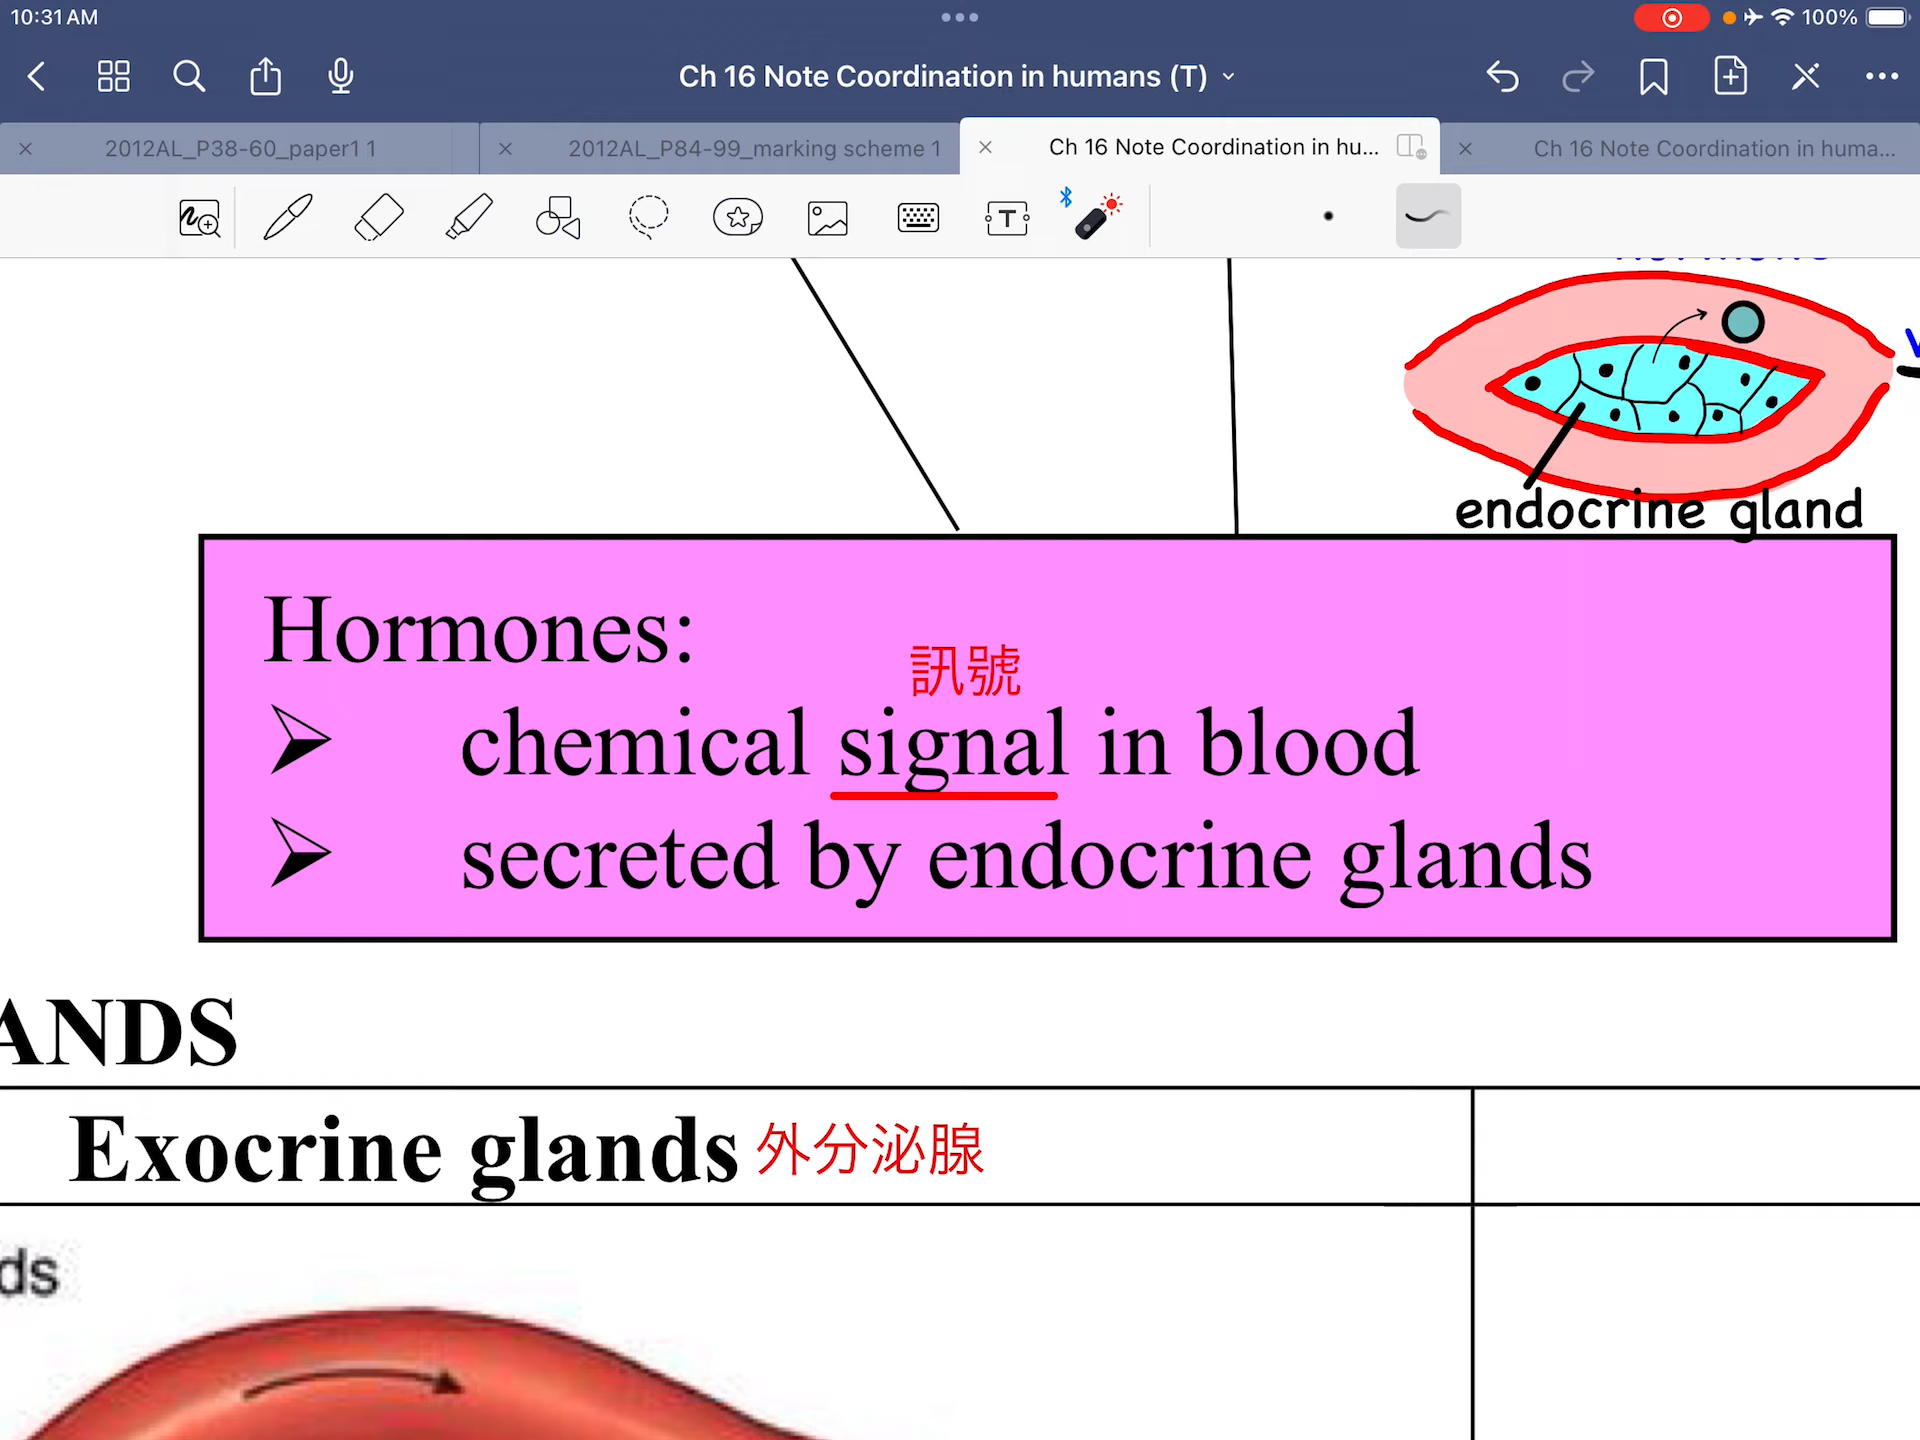 10:31 AM
100%
Ch 16 Note Coordination in humans (T)
2012AL_P38-60_paper1 1
2012AL_P84-99_marking scheme 1
Ch 16 Note Coordination in hu...
Ch 16 Note Coordination in huma...
T
endocrine gland
Hormones:
訊號
chemical signal in blood
secreted by endocrine glands
ANDS
Exocrine glands 外分泌腺
ds